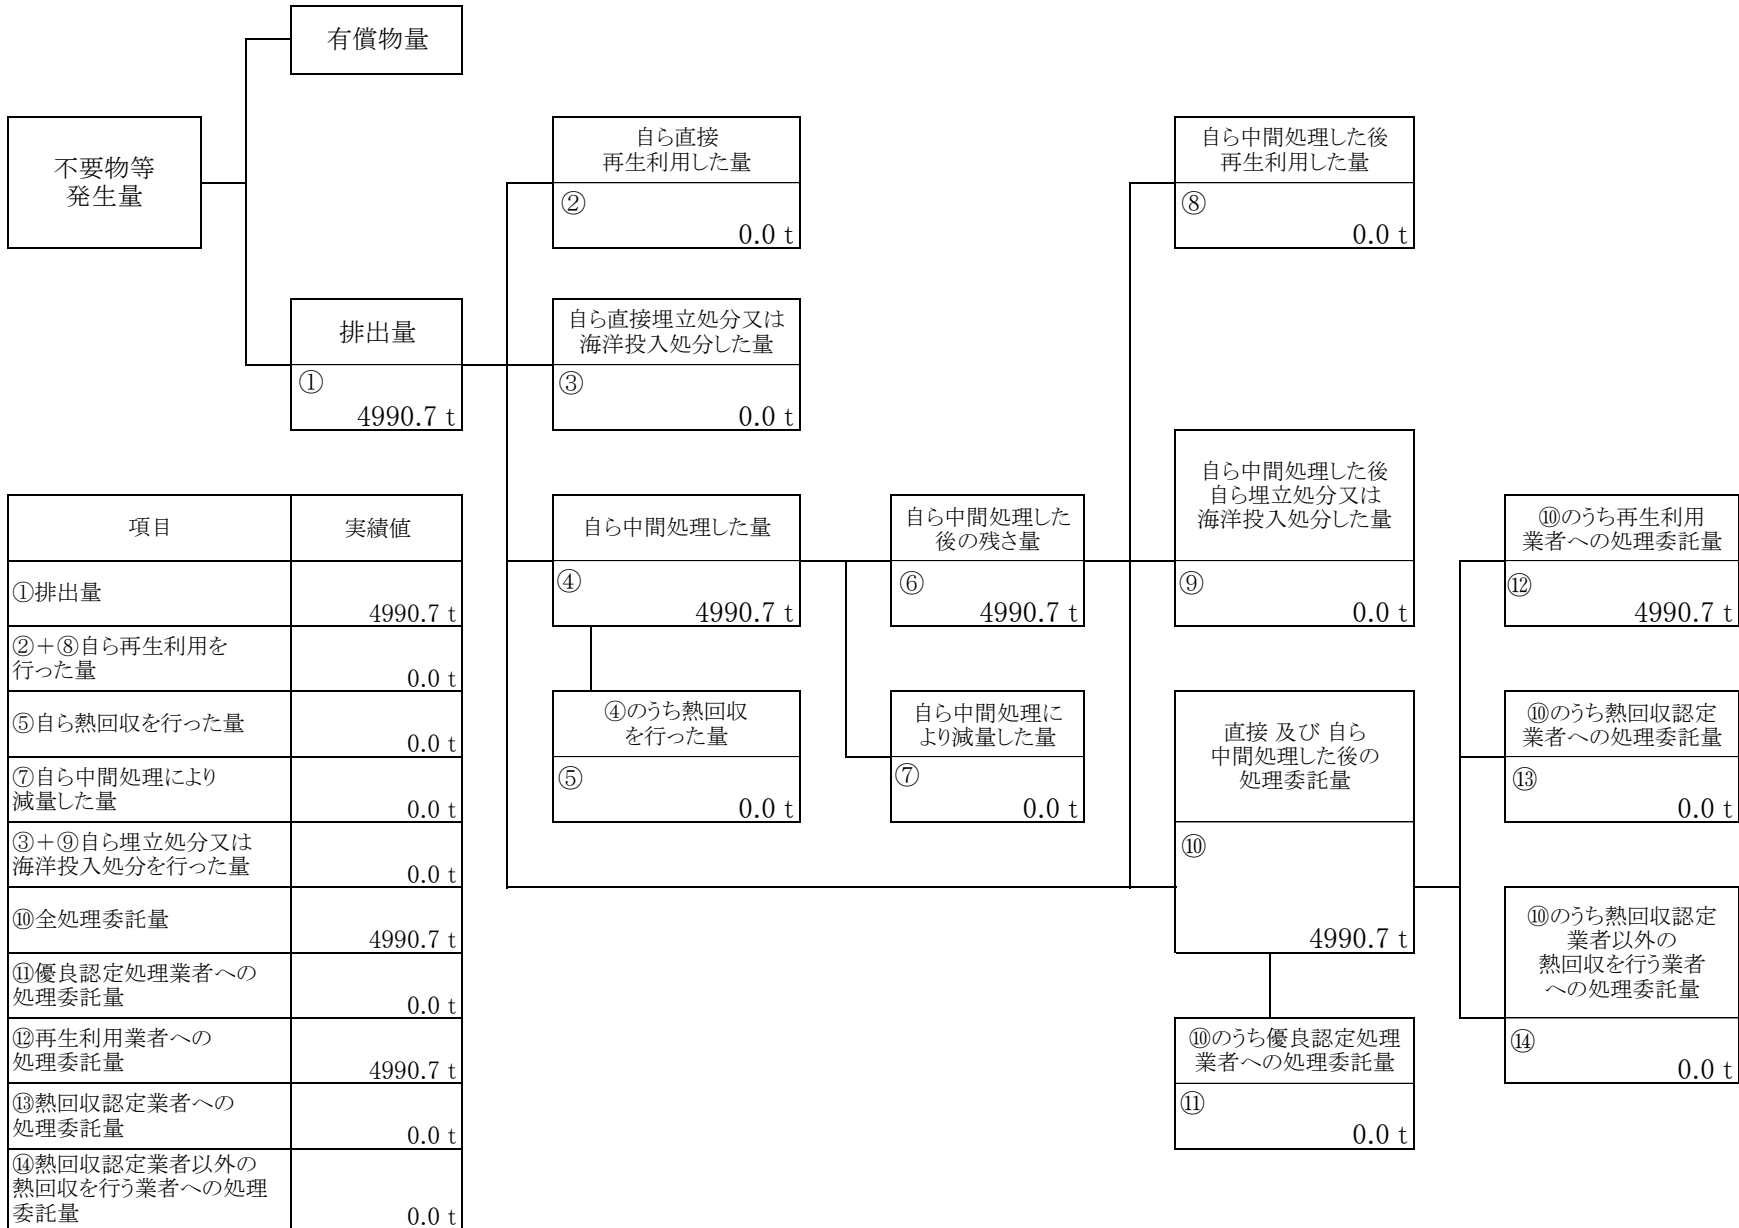 有償物量
不要物等
発生量
自ら直接
再生利用した量
②
0.0 t
自ら中間処理した後
再生利用した量
⑧
0.0 t
排出量
①
4990.7 t
自ら直接埋立処分又は
海洋投入処分した量
③
0.0 t
自ら中間処理した量
④
4990.7 t
自ら中間処理した
後の残さ量
⑥
4990.7 t
自ら中間処理した後
自ら埋立処分又は
海洋投入処分した量
⑨
0.0 t
⑩のうち再生利用
業者への処理委託量
⑫
4990.7 t
④のうち熱回収
を行った量
⑤
0.0 t
自ら中間処理に
より減量した量
⑦
0.0 t
直接 及び 自ら
中間処理した後の
処理委託量
⑩
4990.7 t
⑩のうち熱回収認定
業者への処理委託量
⑬
0.0 t
⑩のうち熱回収認定
業者以外の
熱回収を行う業者
への処理委託量
⑭
0.0 t
⑩のうち優良認定処理
業者への処理委託量
⑪
0.0 t
項目 実績値
①排出量
4990.7 t
②＋⑧自ら再生利用を
行った量
0.0 t
⑤自ら熱回収を行った量
0.0 t
⑦自ら中間処理により
減量した量
0.0 t
③＋⑨自ら埋立処分又は
海洋投入処分を行った量
0.0 t
⑩全処理委託量
4990.7 t
⑪優良認定処理業者への
処理委託量
0.0 t
⑫再生利用業者への
処理委託量
4990.7 t
⑬熱回収認定業者への
処理委託量
0.0 t
⑭熱回収認定業者以外の
熱回収を行う業者への処理
委託量
0.0 t